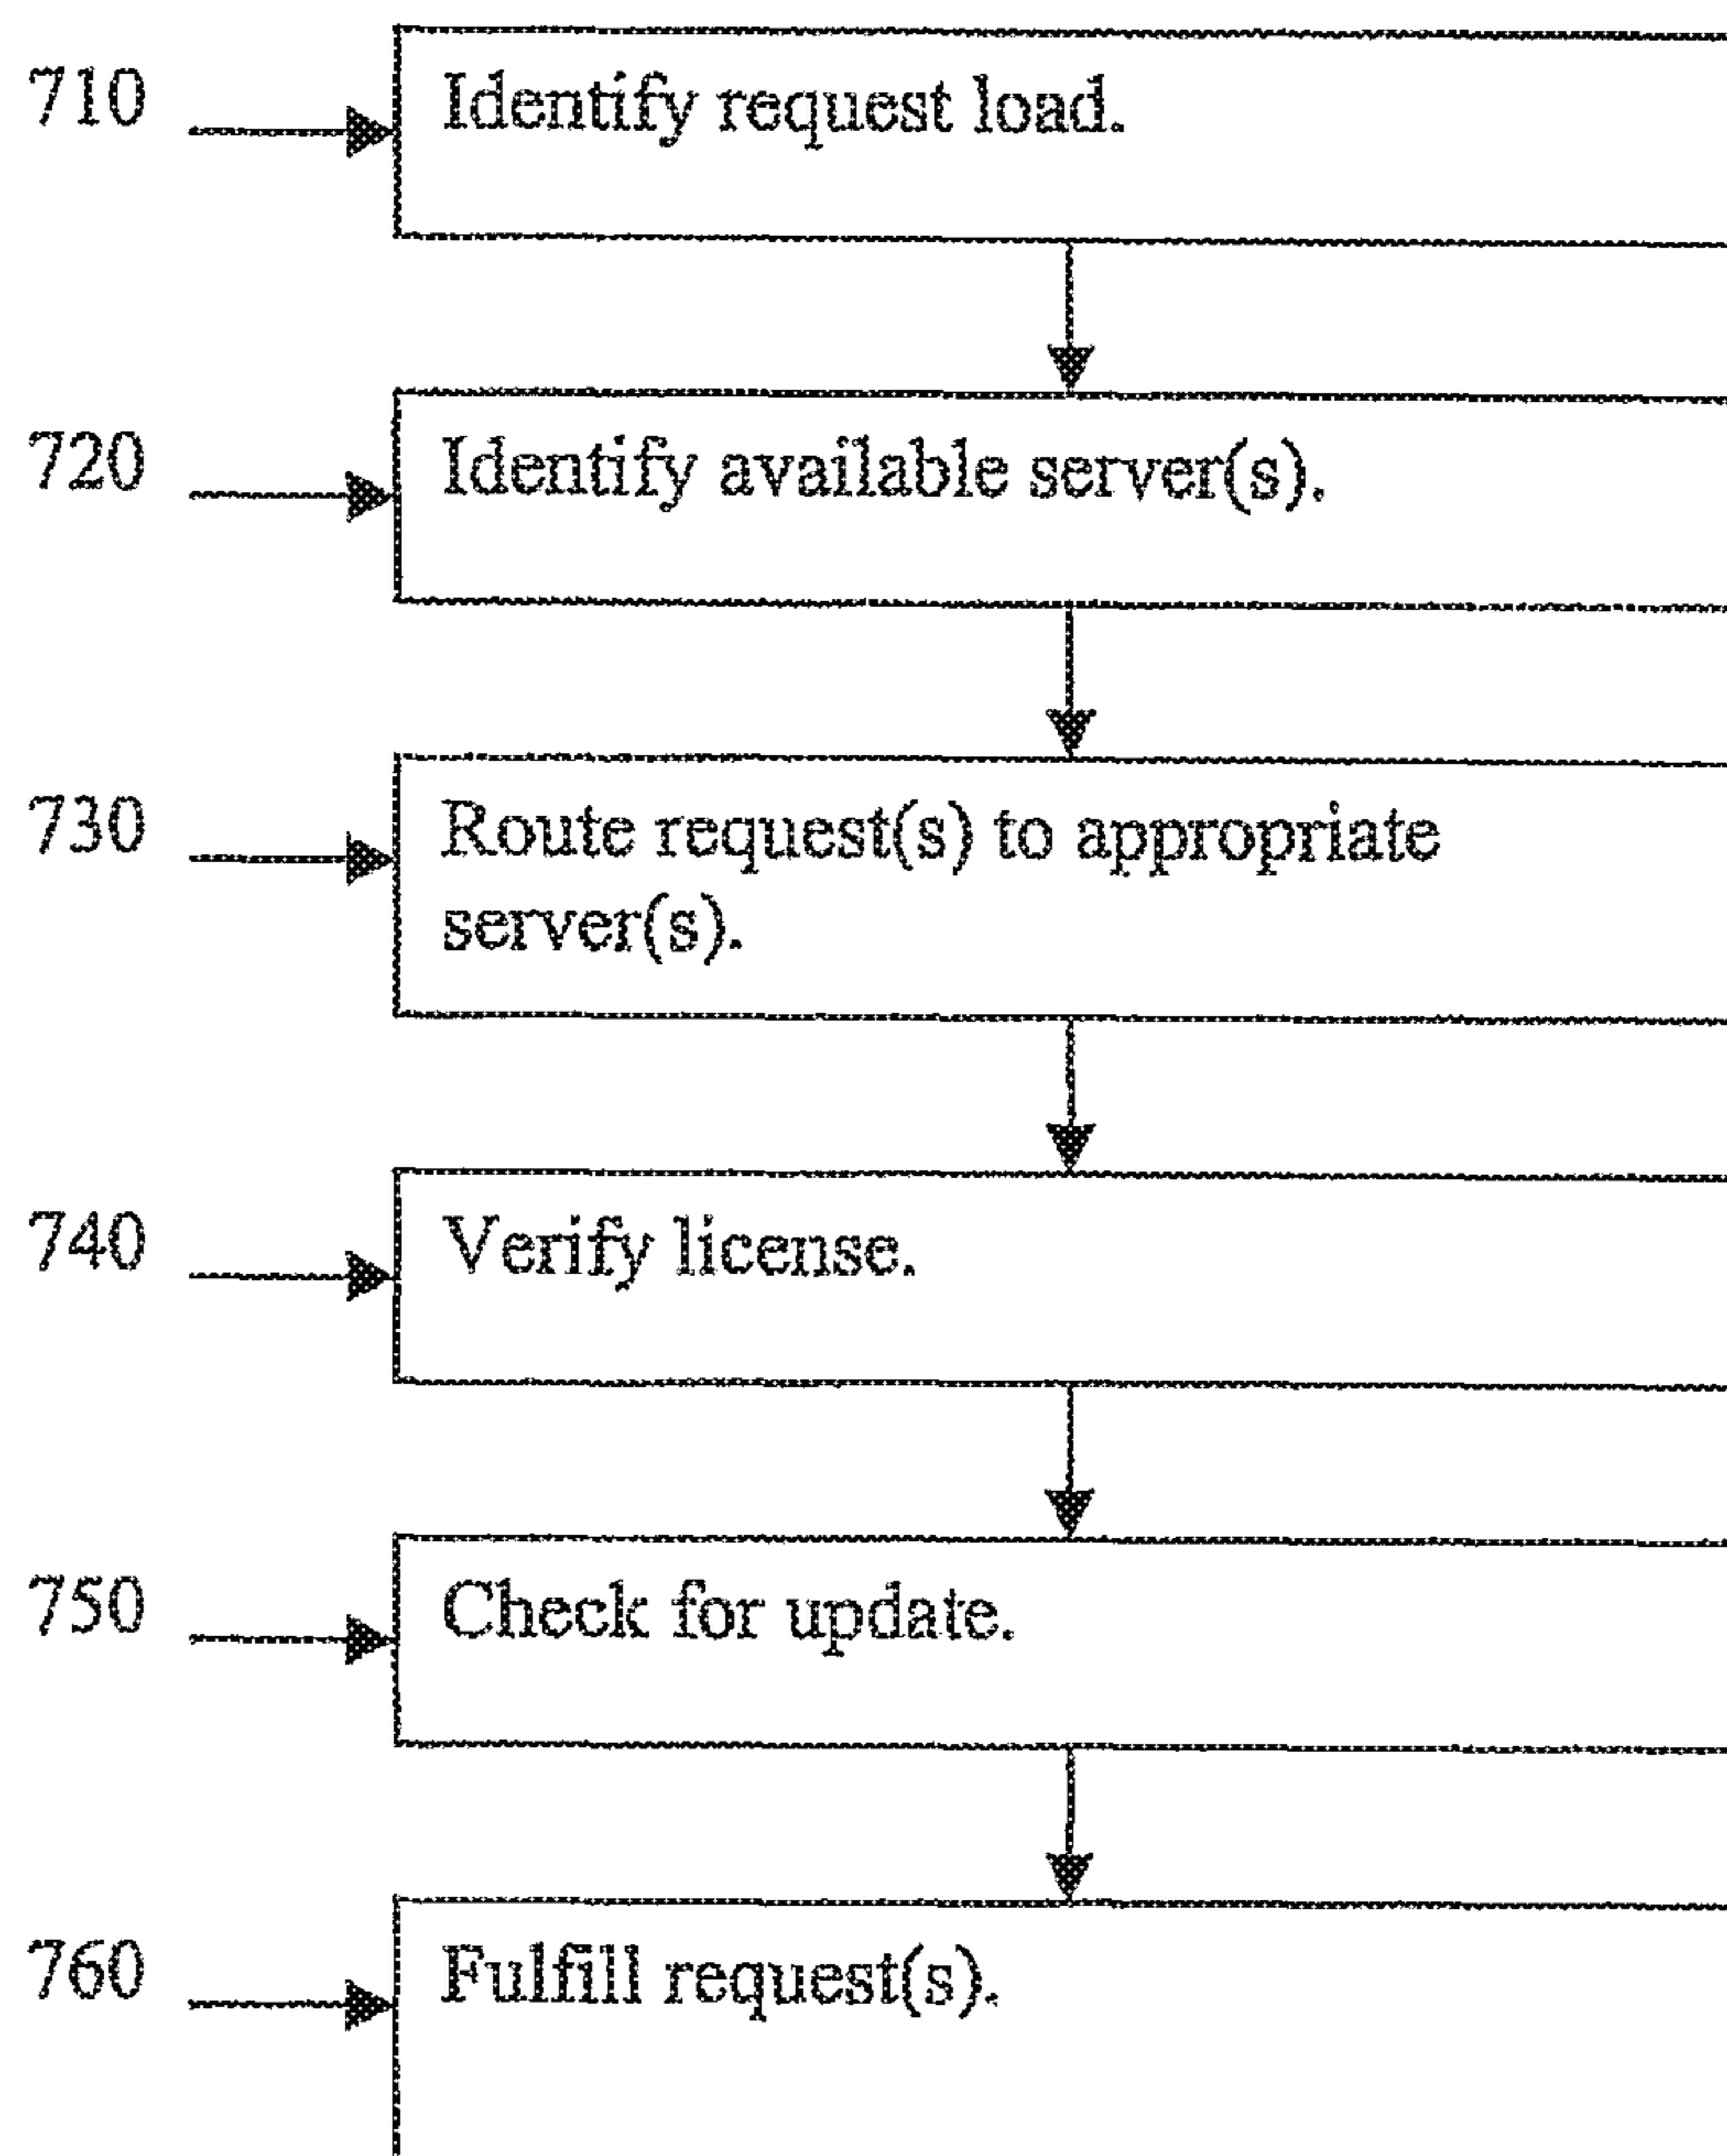 710
Identify request load.
720
Identify available server(s).
730
Route request(s) to appropriate
server(s).
740
Verify license.
750
Check for update.
760
Fulfill request(s).